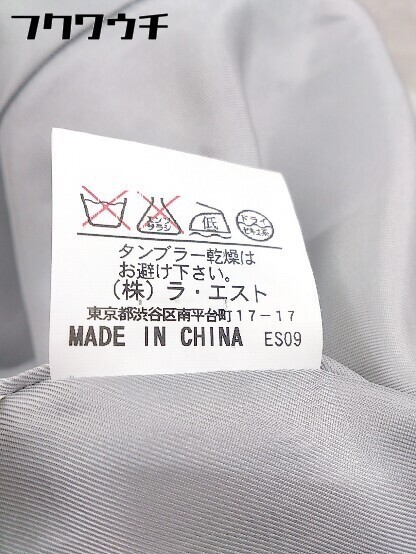 フクワウチ
エンソ サラシ 低 ドライ セキユ系
タンブラー乾燥は
お避け下さい。
(株)ラ・エスト
東京都渋谷区南平台町17-17
MADE IN CHINA ES09